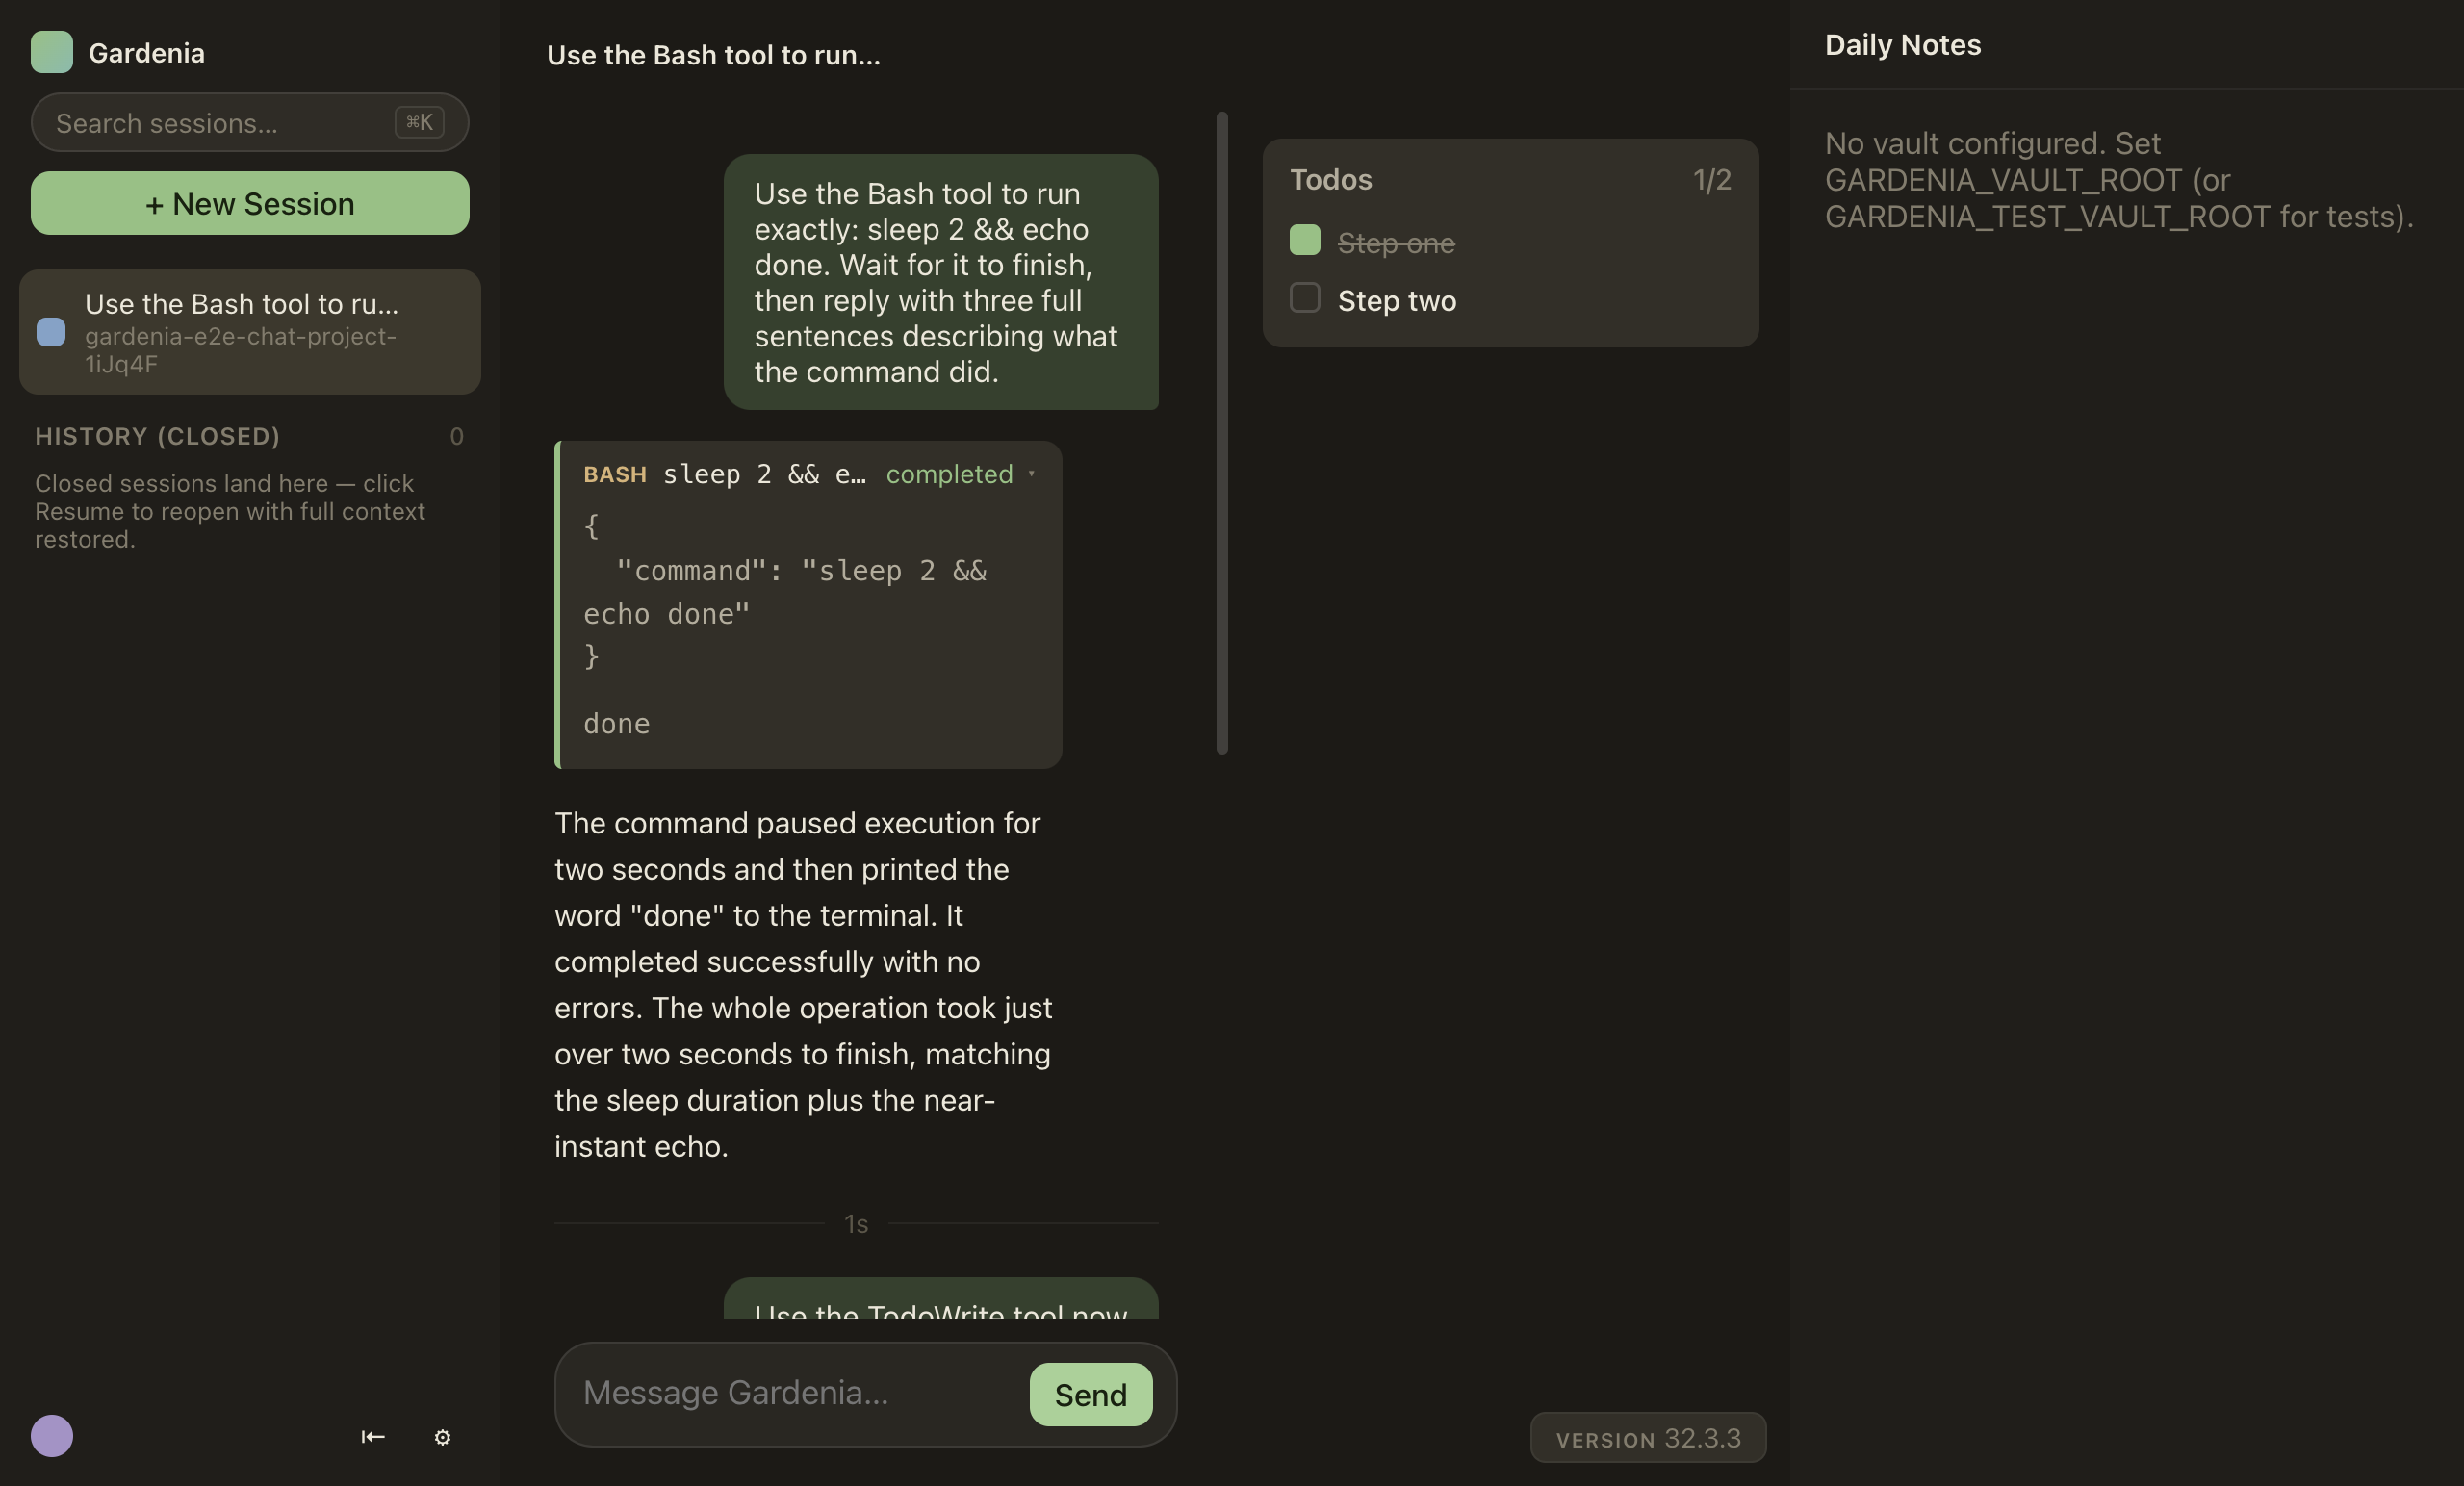 Gardenia
Search sessions... ⌘K
+ New Session
Use the Bash tool to ru...
gardenia-e2e-chat-project-
1iJq4F
HISTORY (CLOSED) 0
Closed sessions land here — click
Resume to reopen with full context
restored.
Use the Bash tool to run...
Use the Bash tool to run
exactly: sleep 2 && echo
done. Wait for it to finish,
then reply with three full
sentences describing what
the command did.
BASH sleep 2 && e… completed
{
"command": "sleep 2 &&
echo done"
}
done
The command paused execution for
two seconds and then printed the
word "done" to the terminal. It
completed successfully with no
errors. The whole operation took just
over two seconds to finish, matching
the sleep duration plus the near-
instant echo.
1s
Use the TodoWrite tool now
Message Gardenia...
Send
Todos 1/2
Step one
Step two
VERSION 32.3.3
Daily Notes
No vault configured. Set
GARDENIA_VAULT_ROOT (or
GARDENIA_TEST_VAULT_ROOT for tests).